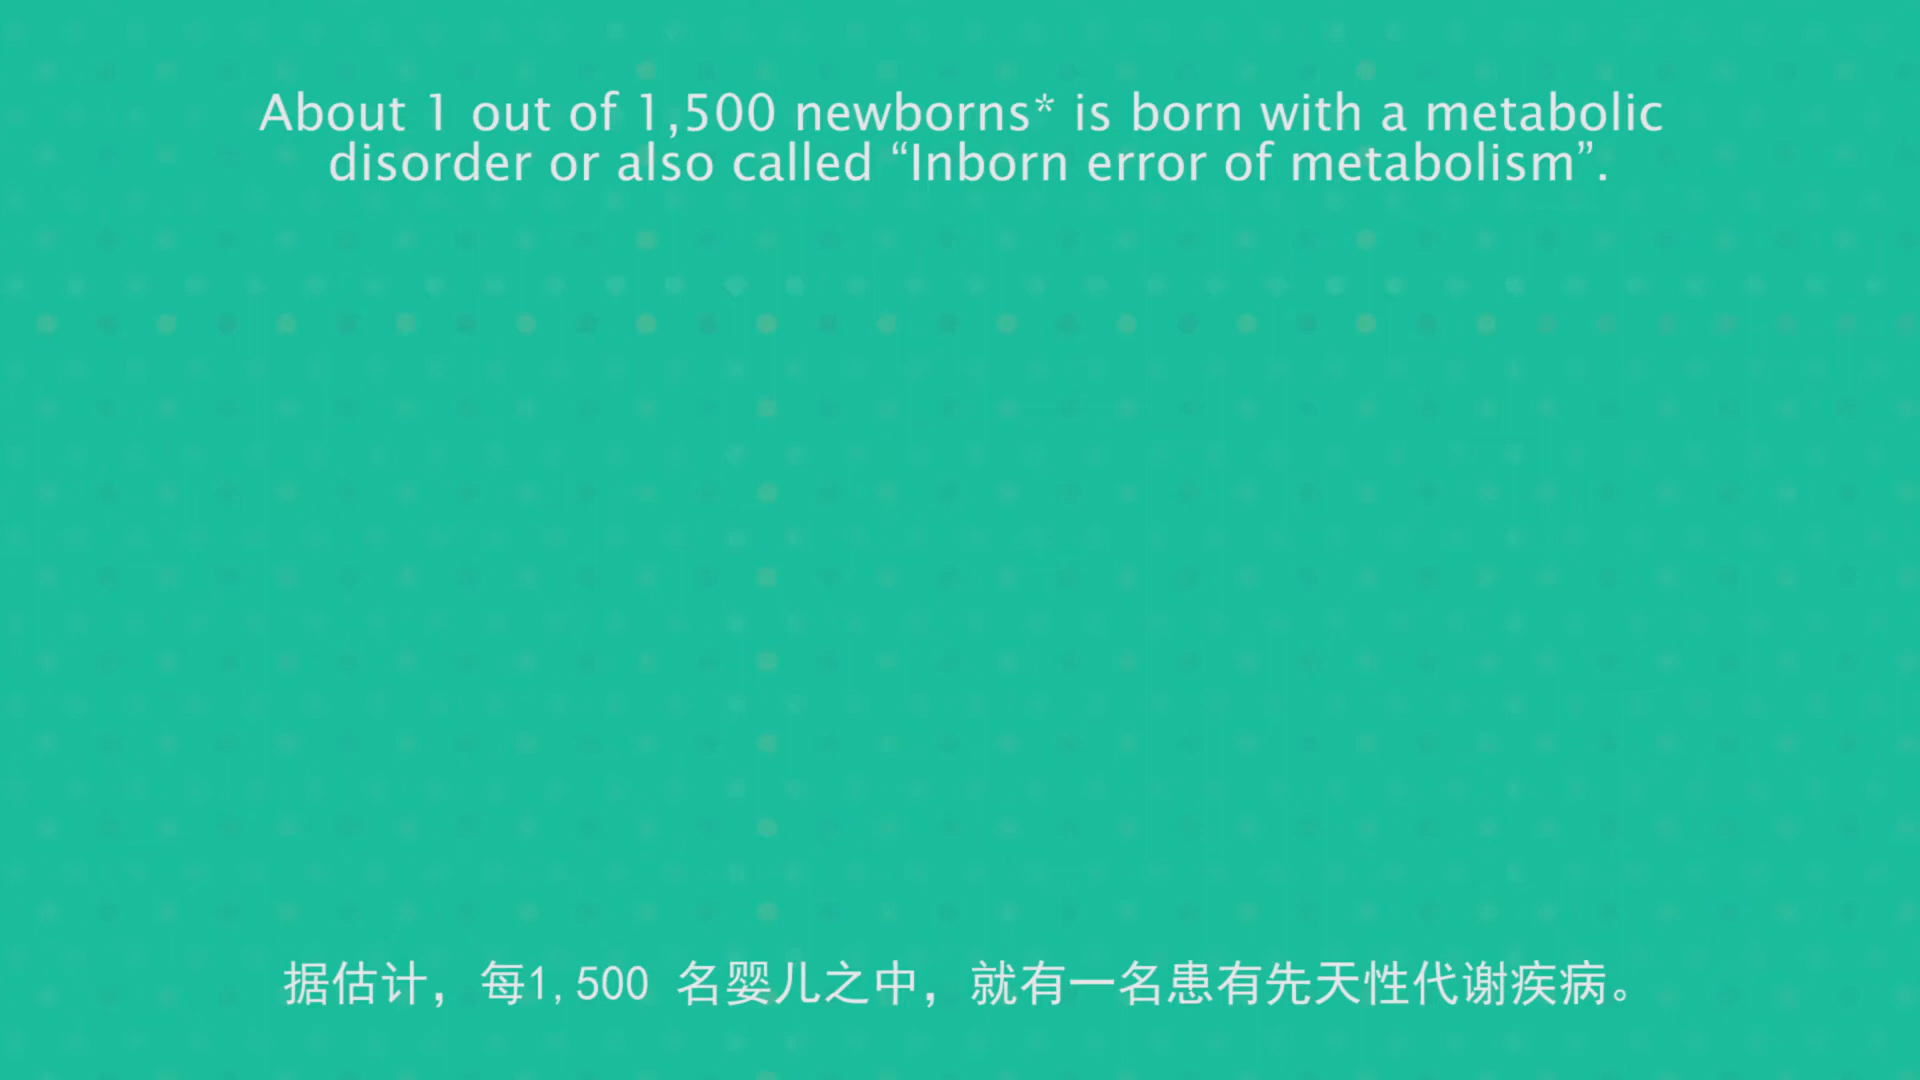 About 1 out of 1,500 newborns* is born with a metabolic
disorder or also called “Inborn error of metabolism”.
据估计，每1,500 名婴儿之中，就有一名患有先天性代谢疾病。